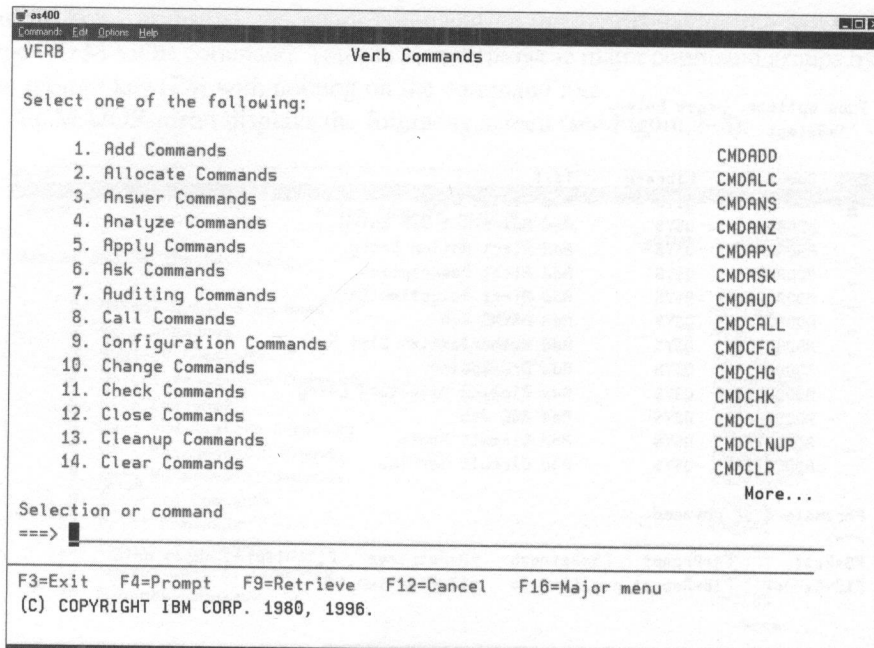 as400
Commands Edit Options Help
VERB Verb Commands
Select one of the following:
1. Add Commands CMDADD
2. Allocate Commands CMDALC
3. Answer Commands CMDANS
4. Analyze Commands CMDANZ
5. Apply Commands CMDAPY
6. Ask Commands CMDASK
7. Auditing Commands CMDAUD
8. Call Commands CMDCALL
9. Configuration Commands CMDCFG
10. Change Commands CMDCHG
11. Check Commands CMDCHK
12. Close Commands CMDCLO
13. Cleanup Commands CMDCLNUP
14. Clear Commands CMDCLR
More...
Selection or command
===>
F3=Exit F4=Prompt F9=Retrieve F12=Cancel F16=Major menu
(C) COPYRIGHT IBM CORP. 1980, 1996.